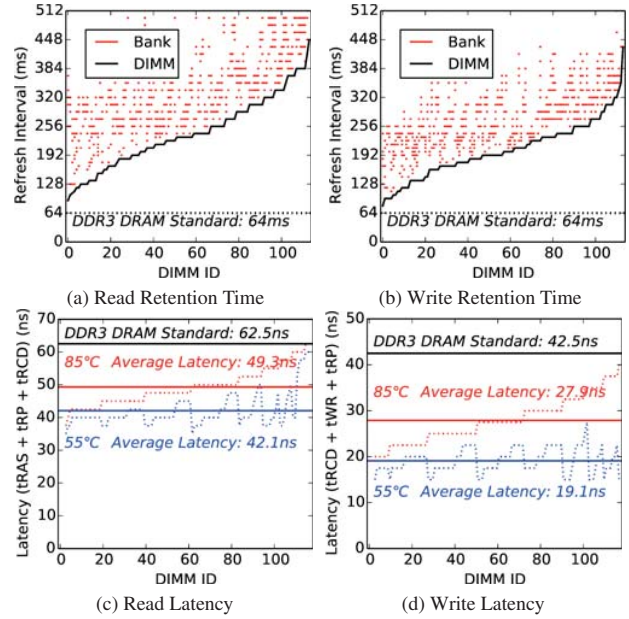 512
448
384
320
256
192
128
64
0
Refresh Interval (ms)
Bank
DIMM
DDR3 DRAM Standard: 64ms
0 20 40 60 80 100
DIMM ID
(a) Read Retention Time
512
448
384
320
256
192
128
64
0
Refresh Interval (ms)
Bank
DIMM
DDR3 DRAM Standard: 64ms
0 20 40 60 80 100
DIMM ID
(b) Write Retention Time
70
60
50
40
30
20
10
0
Latency (tRAS + tRP + tRCD) (ns)
DDR3 DRAM Standard: 62.5ns
85°C Average Latency: 49.3ns
55°C Average Latency: 42.1ns
0 20 40 60 80 100
DIMM ID
(c) Read Latency
50
40
30
20
10
0
Latency (tRCD + tWR + tRP) (ns)
DDR3 DRAM Standard: 42.5ns
85°C Average Latency: 27.9ns
55°C Average Latency: 19.1ns
0 20 40 60 80 100
DIMM ID
(d) Write Latency